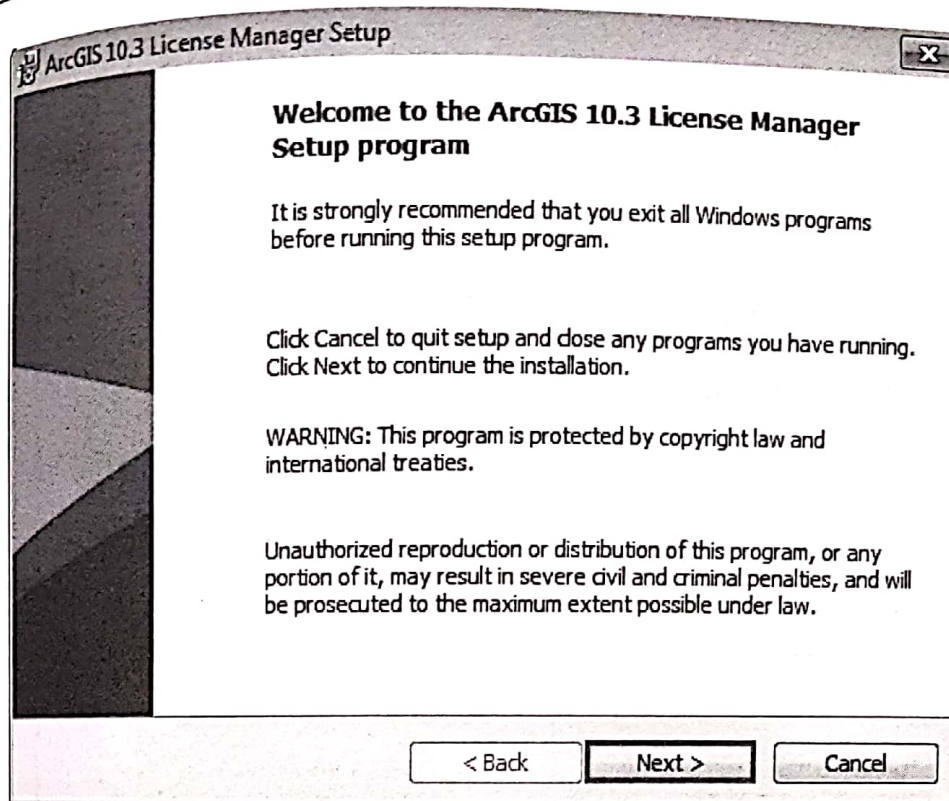 ArcGIS 10.3 License Manager Setup
Welcome to the ArcGIS 10.3 License Manager
Setup program
It is strongly recommended that you exit all Windows programs
before running this setup program.
Click Cancel to quit setup and close any programs you have running.
Click Next to continue the installation.
WARNING: This program is protected by copyright law and
international treaties.
Unauthorized reproduction or distribution of this program, or any
portion of it, may result in severe civil and criminal penalties, and will
be prosecuted to the maximum extent possible under law.
< Back Next > Cancel